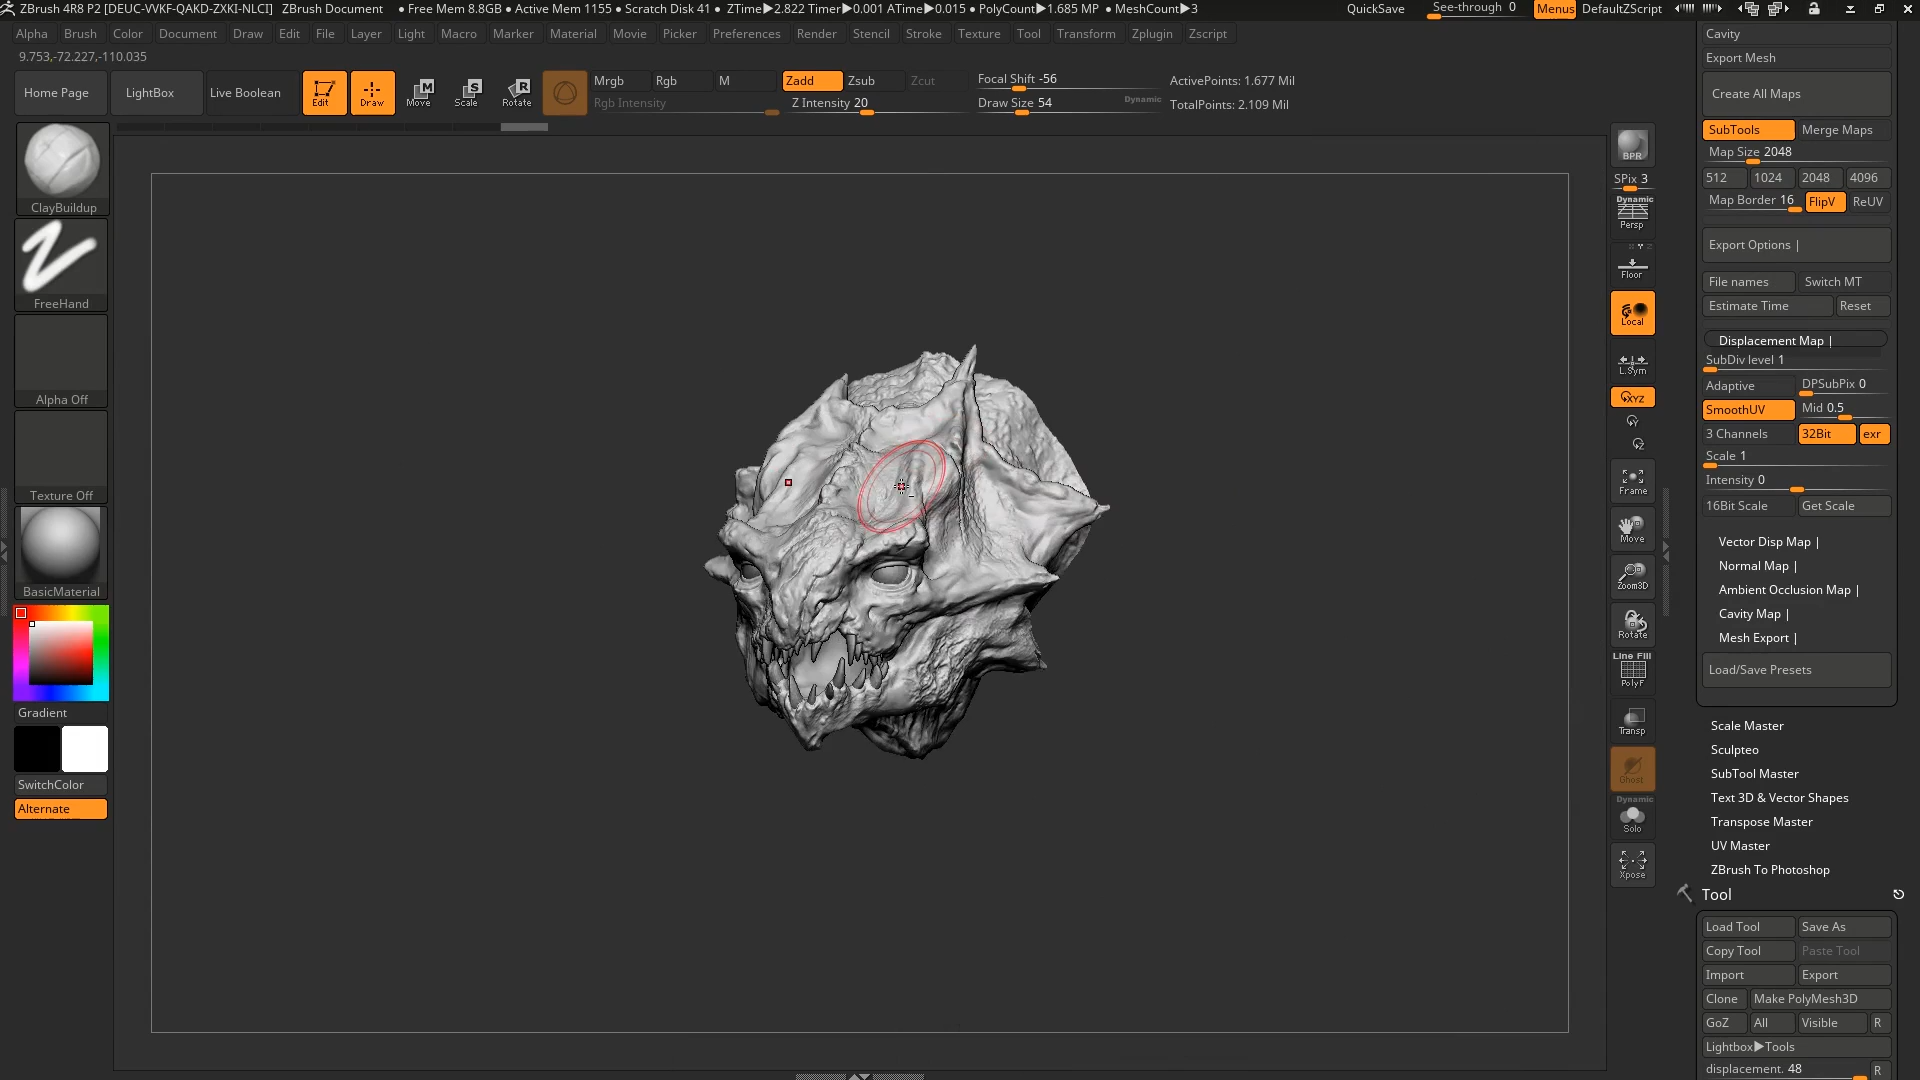 ZBrush 4R8 P2 [DEUC-VVKF-QAKD-ZXKI-NLCI] ZBrush Document • Free Mem 8.8GB • Active Mem 1155 • Scratch Disk 41 • ZTime▶2.822 Timer▶0.001 ATime▶0.015 • PolyCount▶1.685 MP • MeshCount▶3 QuickSave See-through 0 Menus DefaultZScript
Alpha Brush Color Document Draw Edit File Layer Light Macro Marker Material Movie Picker Preferences Render Stencil Stroke Texture Tool Transform Zplugin Zscript
9.753,-72.227,-110.035
Home Page LightBox Live Boolean Edit Draw Move Scale Rotate
Mrgb Rgb M Zadd Zsub Zcut
Rgb Intensity Z Intensity 20
Focal Shift -56
Draw Size 54 Dynamic
ActivePoints: 1.677 Mil
TotalPoints: 2.109 Mil
ClayBuildup
FreeHand
Alpha Off
Texture Off
BasicMaterial
Gradient
SwitchColor
Alternate
BPR
SPix 3
Dynamic
Persp
Floor
Local
L.Sym
XYZ
Frame
Move
Zoom3D
Rotate
Line Fill
PolyF
Transp
Ghost
Dynamic
Solo
Xpose
Cavity
Export Mesh
Create All Maps
SubTools Merge Maps
Map Size 2048
512 1024 2048 4096
Map Border 16 FlipV ReUV
Export Options |
File names Switch MT
Estimate Time Reset
Displacement Map |
SubDiv level 1
Adaptive DPSubPix 0
SmoothUV Mid 0.5
3 Channels 32Bit exr
Scale 1
Intensity 0
16Bit Scale Get Scale
Vector Disp Map |
Normal Map |
Ambient Occlusion Map |
Cavity Map |
Mesh Export |
Load/Save Presets
Scale Master
Sculpteo
SubTool Master
Text 3D & Vector Shapes
Transpose Master
UV Master
ZBrush To Photoshop
Tool
Load Tool Save As
Copy Tool Paste Tool
Import Export
Clone Make PolyMesh3D
GoZ All Visible R
Lightbox▶Tools
displacement. 48 R